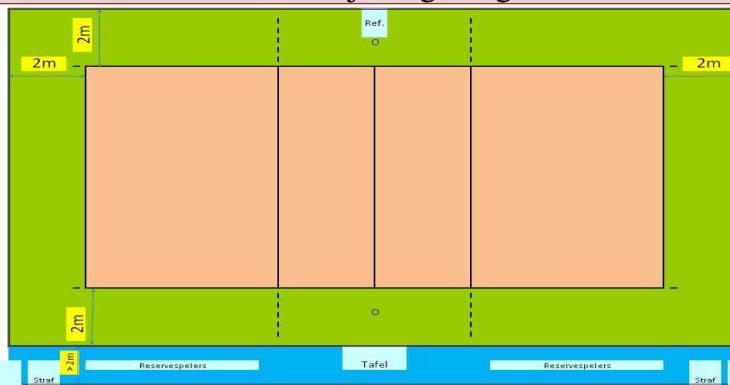 Ref.
2m
2m
2m
2m
>2m
Reservespelers
Tafel
Reservespelers
Straf
Straf